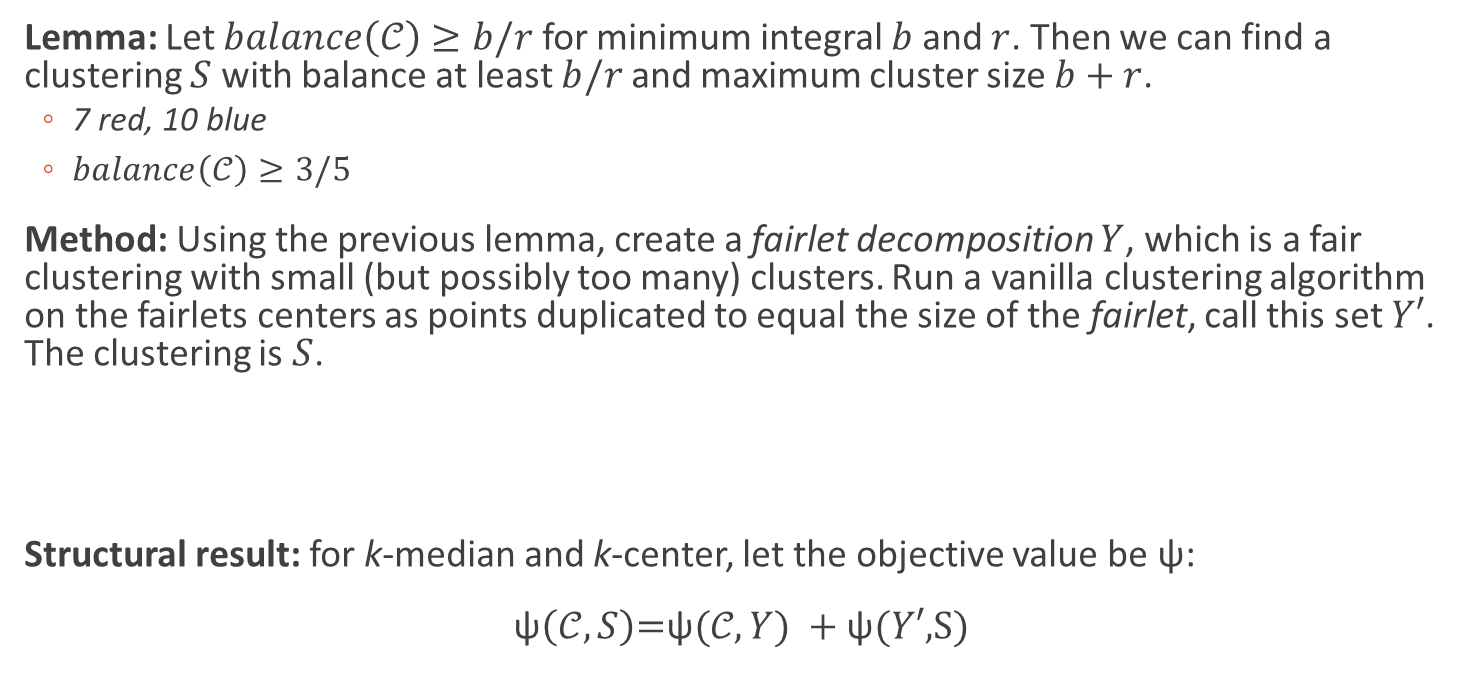 Lemma: Let balance(𝒞) ≥ b/r for minimum integral b and r. Then we can find a
clustering S with balance at least b/r and maximum cluster size b + r.
◦ 7 red, 10 blue
◦ balance(𝒞) ≥ 3/5
Method: Using the previous lemma, create a fairlet decomposition Y, which is a fair
clustering with small (but possibly too many) clusters. Run a vanilla clustering algorithm
on the fairlets centers as points duplicated to equal the size of the fairlet, call this set Y′.
The clustering is S.
Structural result: for k-median and k-center, let the objective value be ψ:
ψ(𝒞, S)=ψ(𝒞, Y) + ψ(Y′,S)